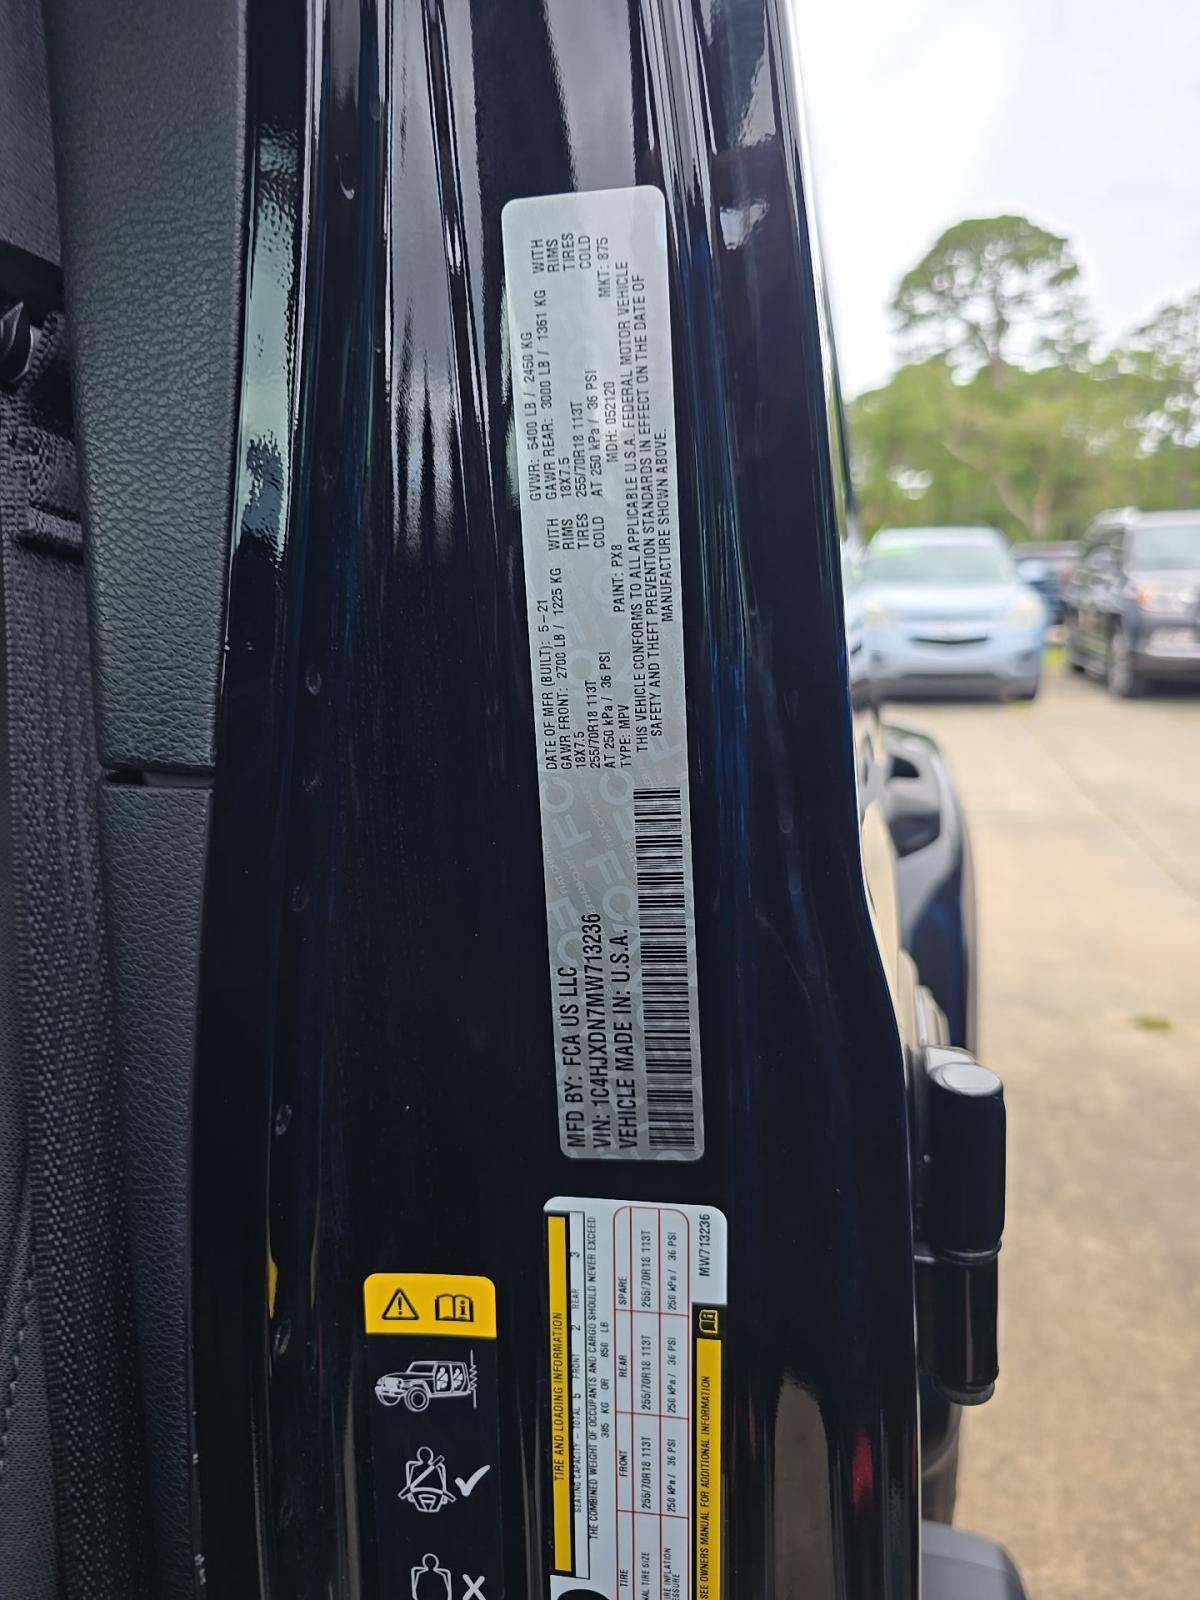 MFD BY: FCA US LLC
VIN: 1C4HJXDN7MW713236
VEHICLE MADE IN: U.S.A.
DATE OF MFR (BUILT): 5-21 GVWR: 5400 LB / 2450 KG
GAWR FRONT: 2700 LB / 1225 KG WITH GAWR REAR: 3000 LB / 1361 KG WITH
18X7.5 RIMS 18X7.5 RIMS
255/70R18 113T TIRES 255/70R18 113T TIRES
AT 250 kPa / 36 PSI COLD AT 250 kPa / 36 PSI COLD
TYPE: MPV PAINT: PX8 MDH: 052120 MKT: 875
THIS VEHICLE CONFORMS TO ALL APPLICABLE U.S.A. FEDERAL MOTOR VEHICLE
SAFETY AND THEFT PREVENTION STANDARDS IN EFFECT ON THE DATE OF
MANUFACTURE SHOWN ABOVE.
TIRE AND LOADING INFORMATION
SEATING CAPACITY - TOTAL 5 FRONT 2 REAR 3
THE COMBINED WEIGHT OF OCCUPANTS AND CARGO SHOULD NEVER EXCEED
385 KG OR 850 LB
TIRE FRONT REAR SPARE
TIRE SIZE 255/70R18 113T 255/70R18 113T 255/70R18 113T
INFLATION 250 kPa / 36 PSI 250 kPa / 36 PSI 250 kPa / 36 PSI
SEE OWNERS MANUAL FOR ADDITIONAL INFORMATION MW713236